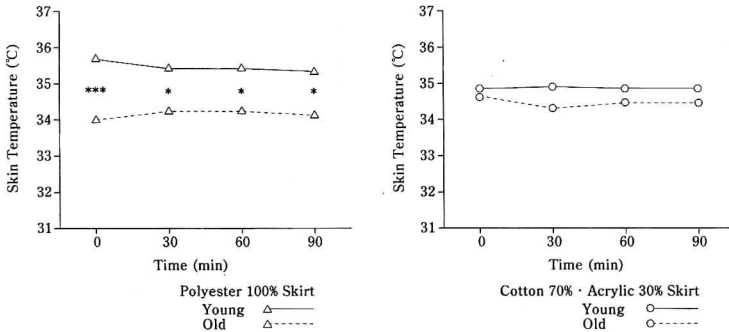 37
36
35
34
33
32
31
Skin Temperature (℃)
*** * * *
0 30 60 90
Time (min)
Polyester 100% Skirt
Young
Old
37
36
35
34
33
32
31
Skin Temperature (℃)
0 30 60 90
Time (min)
Cotton 70% · Acrylic 30% Skirt
Young
Old